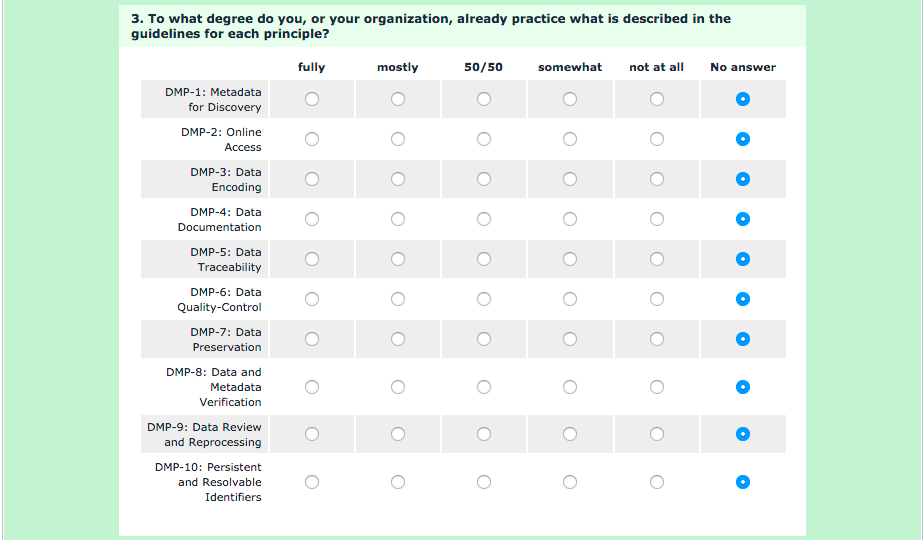 3. To what degree do you, or your organization, already practice what is described in the
guidelines for each principle?
fully mostly 50/50 somewhat not at all No answer
DMP-1: Metadata
for Discovery
DMP-2: Online
Access
DMP-3: Data
Encoding
DMP-4: Data
Documentation
DMP-5: Data
Traceability
DMP-6: Data
Quality-Control
DMP-7: Data
Preservation
DMP-8: Data and
Metadata
Verification
DMP-9: Data Review
and Reprocessing
DMP-10: Persistent
and Resolvable
Identifiers